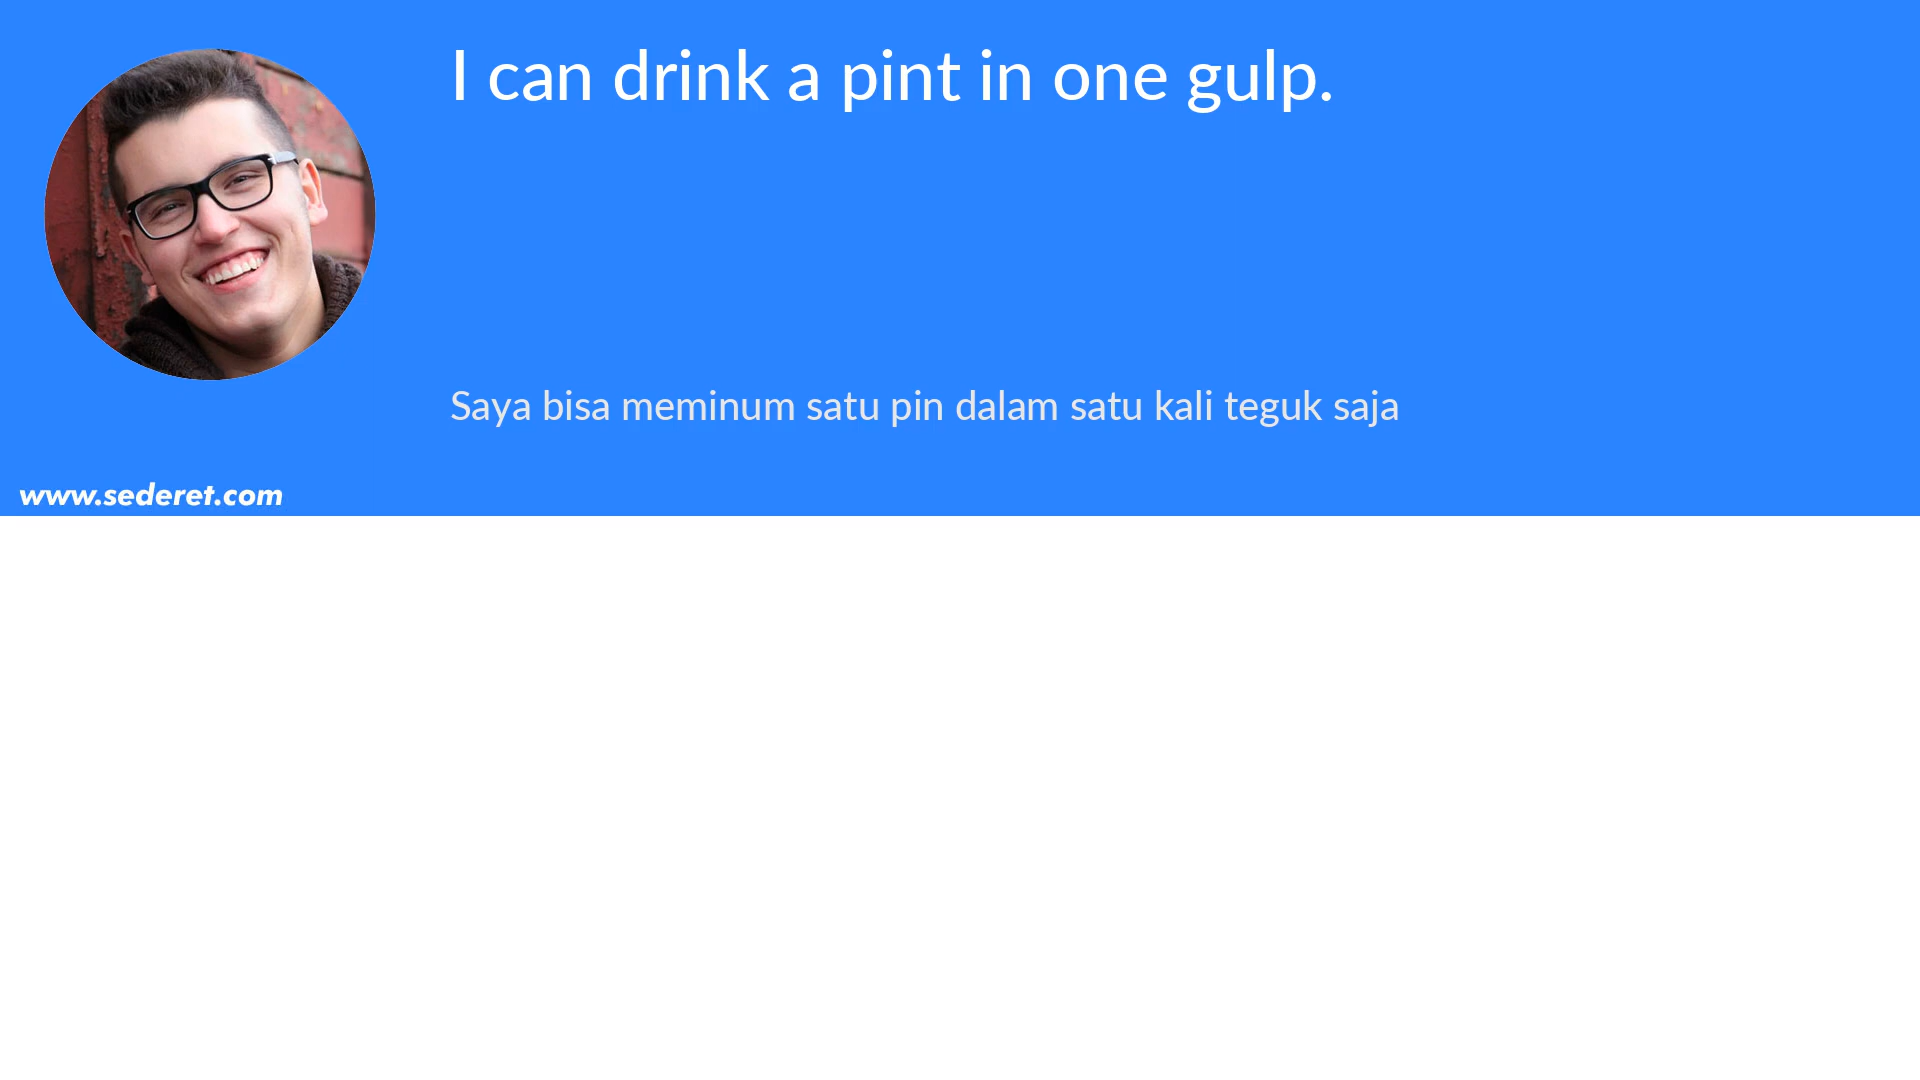 I can drink a pint in one gulp.
Saya bisa meminum satu pin dalam satu kali teguk saja
www.sederet.com